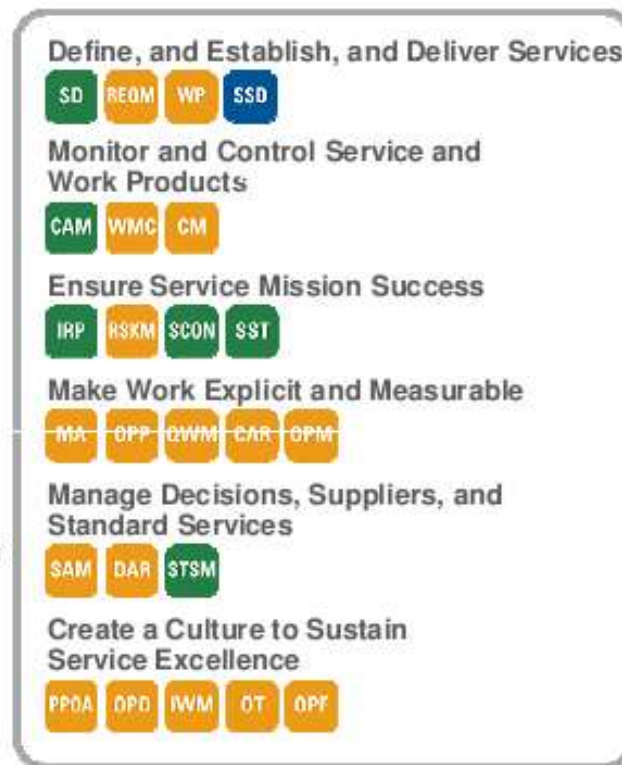 Define, and Establish, and Deliver Services
SD REQM WP SSD
Monitor and Control Service and
Work Products
CAM WMC CM
Ensure Service Mission Success
IRP RSKM SCON SST
Make Work Explicit and Measurable
MA OPP QWM CAR OPM
Manage Decisions, Suppliers, and
Standard Services
SAM DAR STSM
Create a Culture to Sustain
Service Excellence
PPQA OPD IWM OT OPF